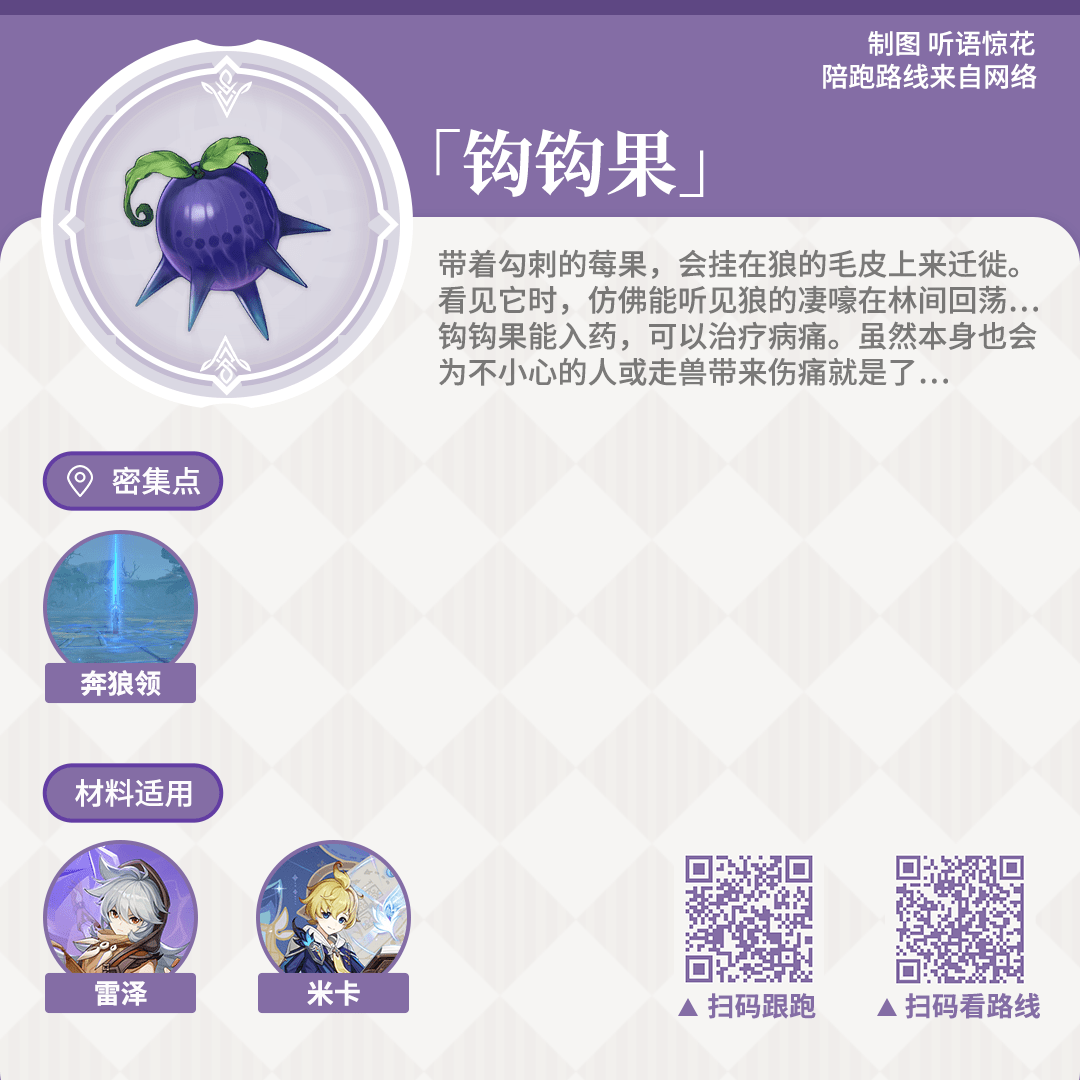 制图 听语惊花
陪跑路线来自网络
「钩钩果」
带着勾刺的莓果，会挂在狼的毛皮上来迁徙。
看见它时，仿佛能听见狼的凄嚎在林间回荡…
钩钩果能入药，可以治疗病痛。虽然本身也会
为不小心的人或走兽带来伤痛就是了…
密集点
奔狼领
材料适用
雷泽
米卡
▲ 扫码跟跑
▲ 扫码看路线